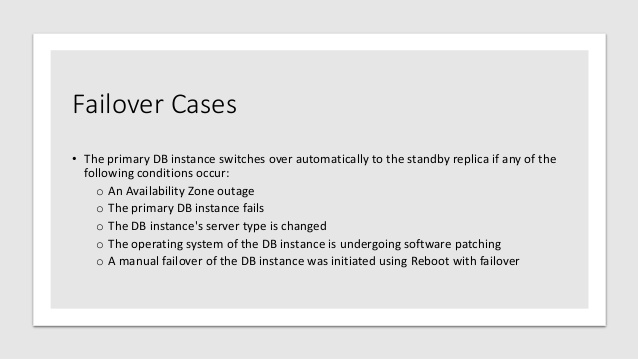 Failover Cases
• The primary DB instance switches over automatically to the standby replica if any of the
following conditions occur:
o An Availability Zone outage
o The primary DB instance fails
o The DB instance's server type is changed
o The operating system of the DB instance is undergoing software patching
o A manual failover of the DB instance was initiated using Reboot with failover